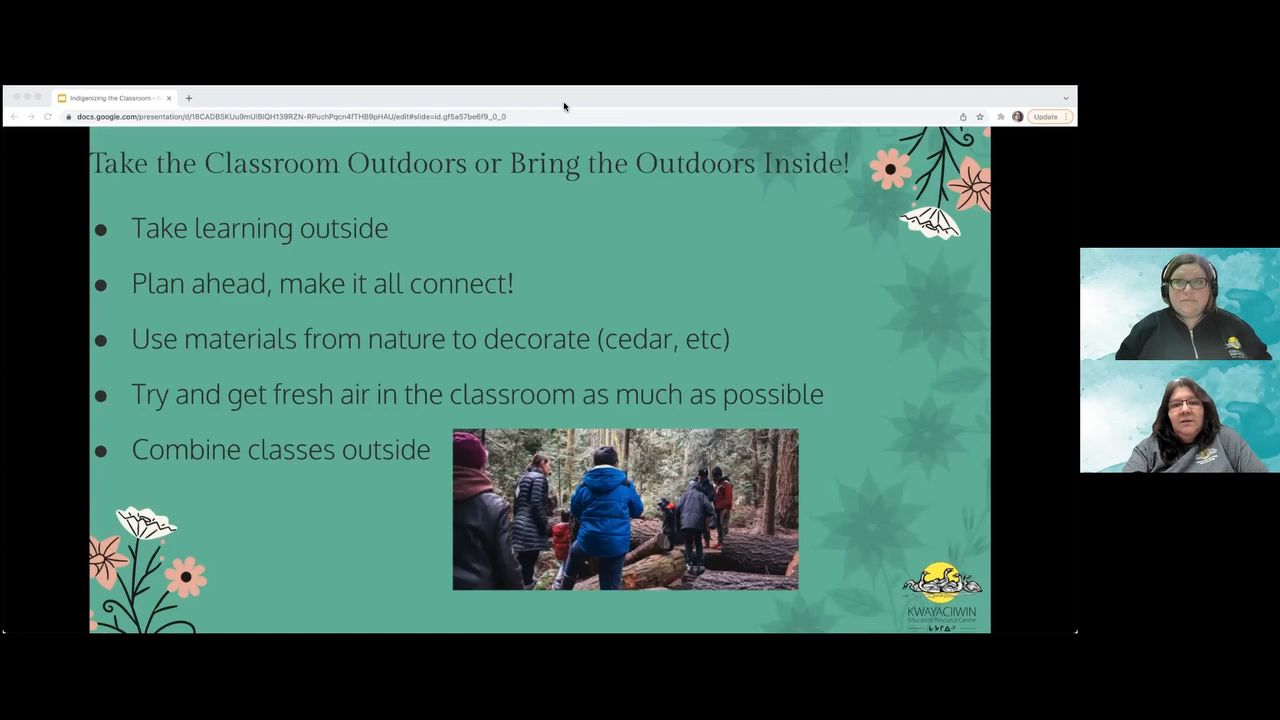 Indigenizing the Classroom -
docs.google.com/presentation/d/18CADBSKUu9mUlBIQH139RZN-RPuchPqcn4fTHB9pHAU/edit#slide=id.gf5a57be6f9_0_0
Update
Take the Classroom Outdoors or Bring the Outdoors Inside!
● Take learning outside
● Plan ahead, make it all connect!
● Use materials from nature to decorate (cedar, etc)
● Try and get fresh air in the classroom as much as possible
● Combine classes outside
KWAYACIIWIN
Education Resource Centre